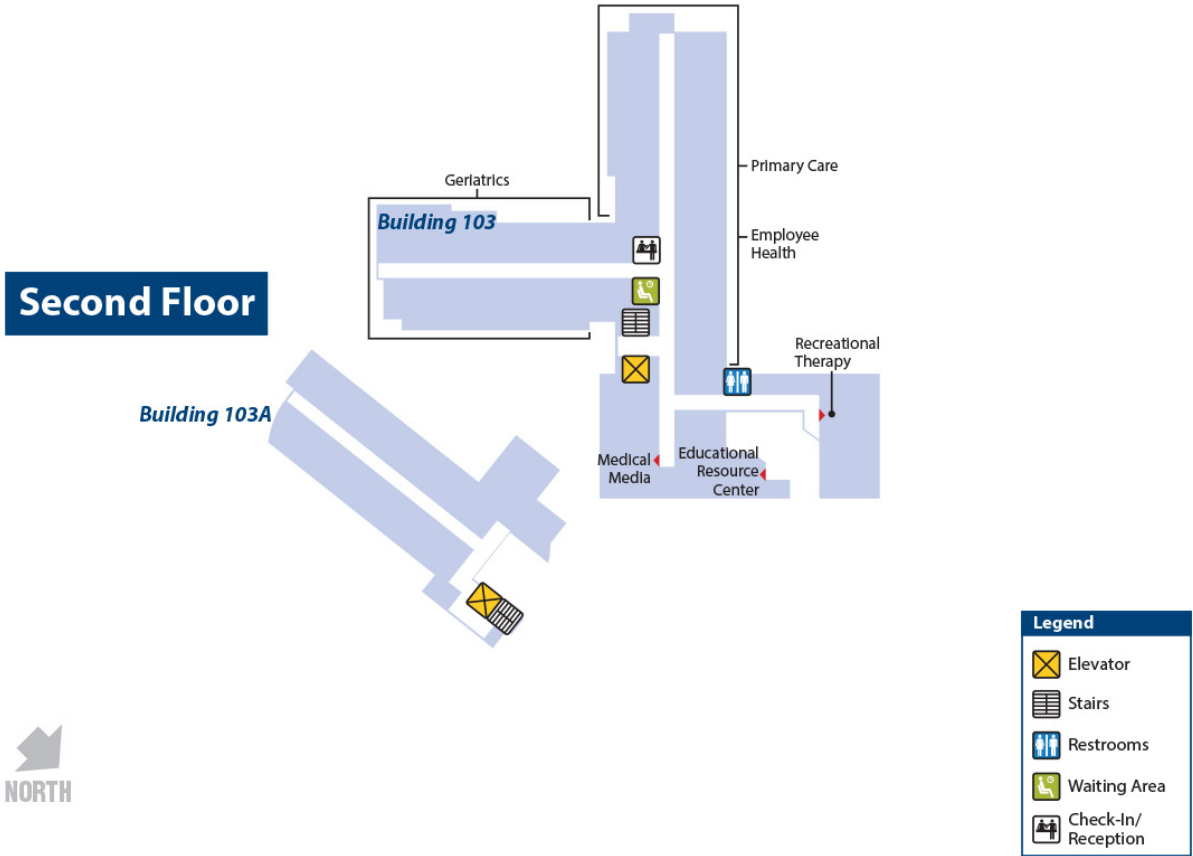 Primary Care
Geriatrics
Building 103
Employee
Health
Second Floor
Recreational
Therapy
Building 103A
Medical
Media
Educational
Resource
Center
Legend
Elevator
Stairs
Restrooms
Waiting Area
Check-In/
Reception
NORTH